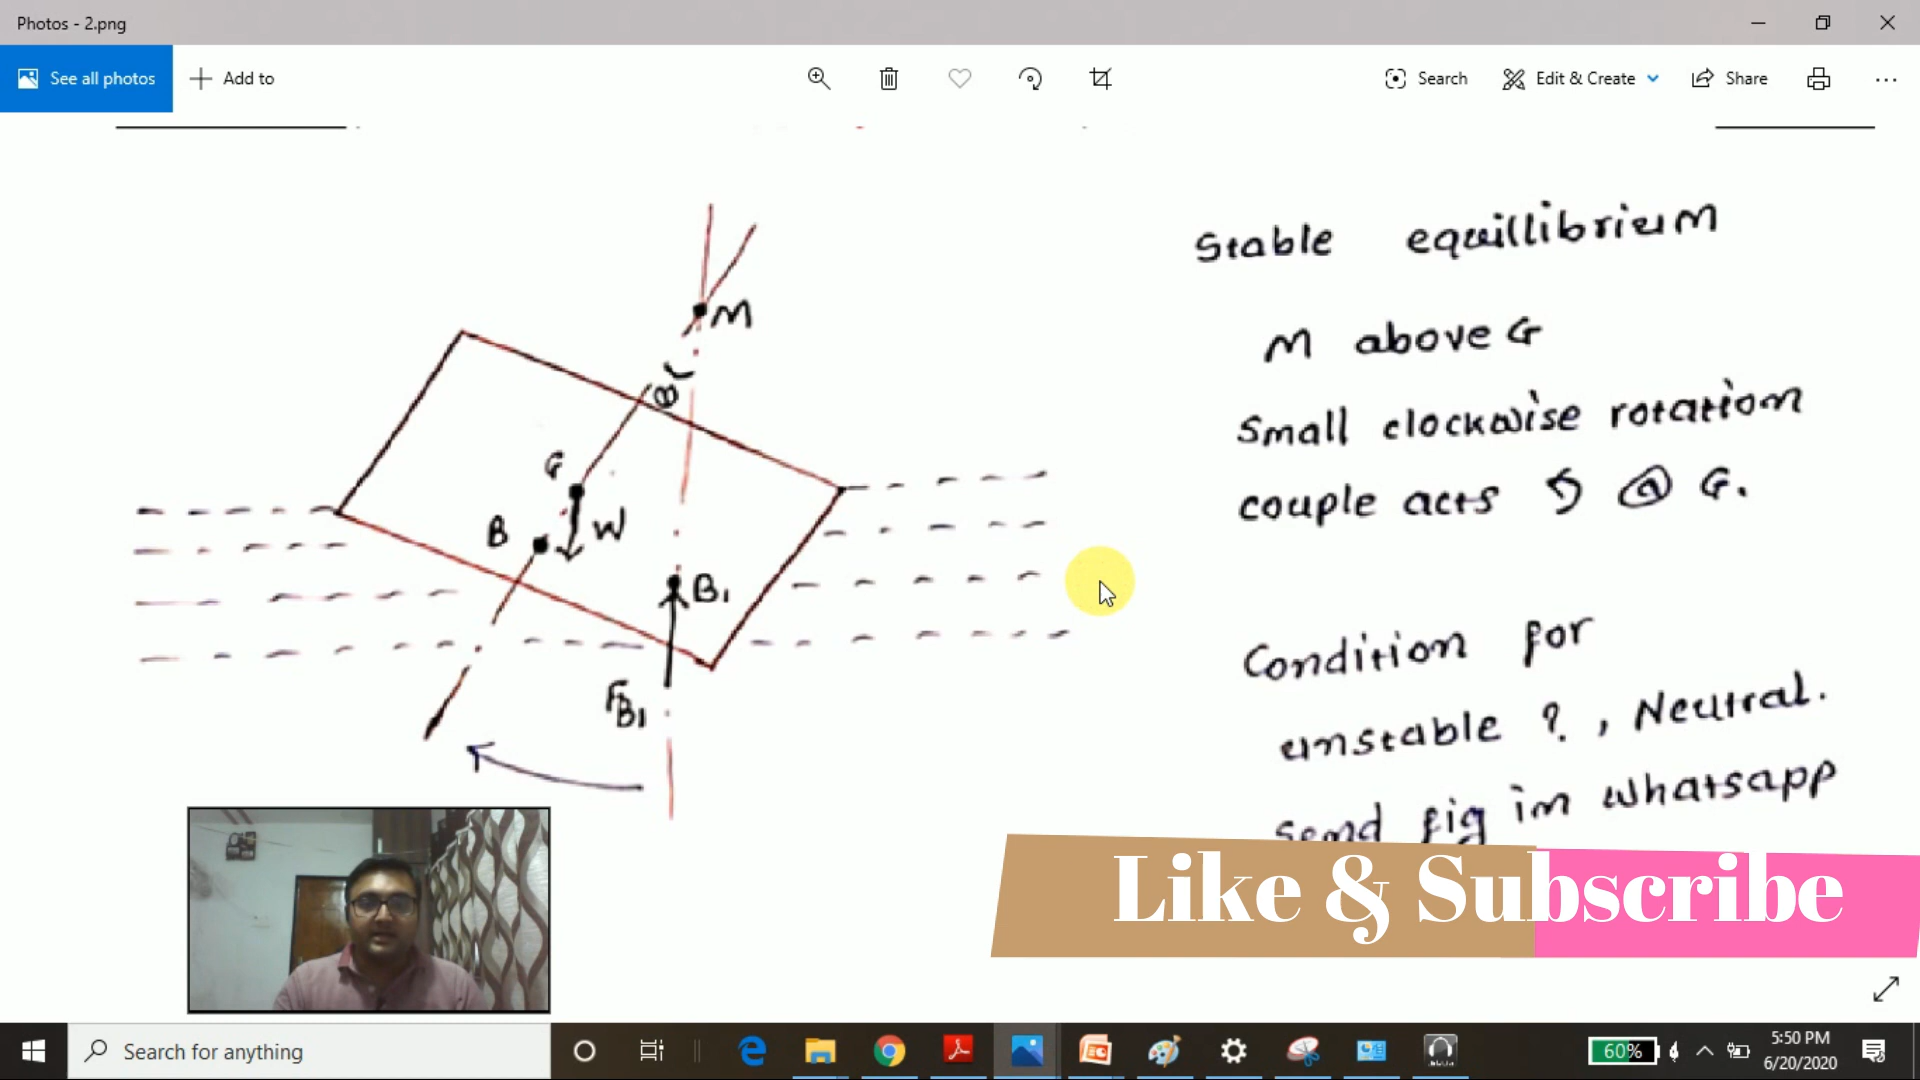 Photos - 2.png
See all photos
Add to
Search
Edit & Create
Share
Stable equillibrium
M above G
Small clockwise rotation
couple acts @ G.
Condition for
unstable ? , Neutral.
send fig in whatsapp
M
θ
G
B
W
B1
FB1
Like & Subscribe
Search for anything
60%
5:50 PM
6/20/2020